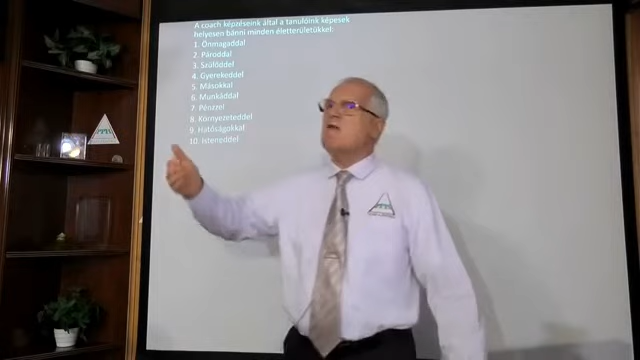 A coach képzéseink által a tanulóink képesek
helyesen bánni minden életterületükkel:
1. Önmagaddal
2. Pároddal
3. Szülőddel
4. Gyerekeddel
5. Másokkal
6. Munkáddal
7. Pénzzel
8. Környezeteddel
9. Hatóságokkal
10. Isteneddel